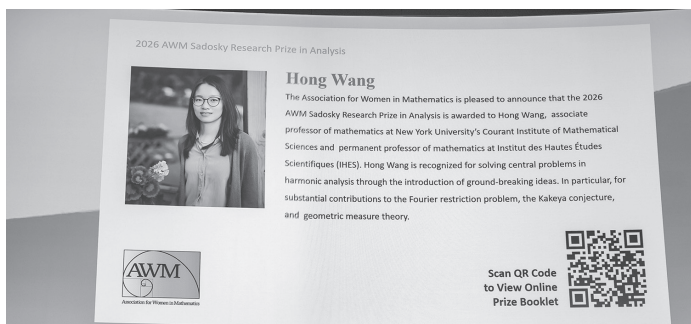 2026 AWM Sadosky Research Prize in Analysis
Hong Wang
The Association for Women in Mathematics is pleased to announce that the 2026
AWM Sadosky Research Prize in Analysis is awarded to Hong Wang, associate
professor of mathematics at New York University's Courant Institute of Mathematical
Sciences and permanent professor of mathematics at Institut des Hautes Études
Scientifiques (IHES). Hong Wang is recognized for solving central problems in
harmonic analysis through the introduction of ground-breaking ideas. In particular, for
substantial contributions to the Fourier restriction problem, the Kakeya conjecture,
and geometric measure theory.
AWM
Association for Women in Mathematics
Scan QR Code
to View Online
Prize Booklet